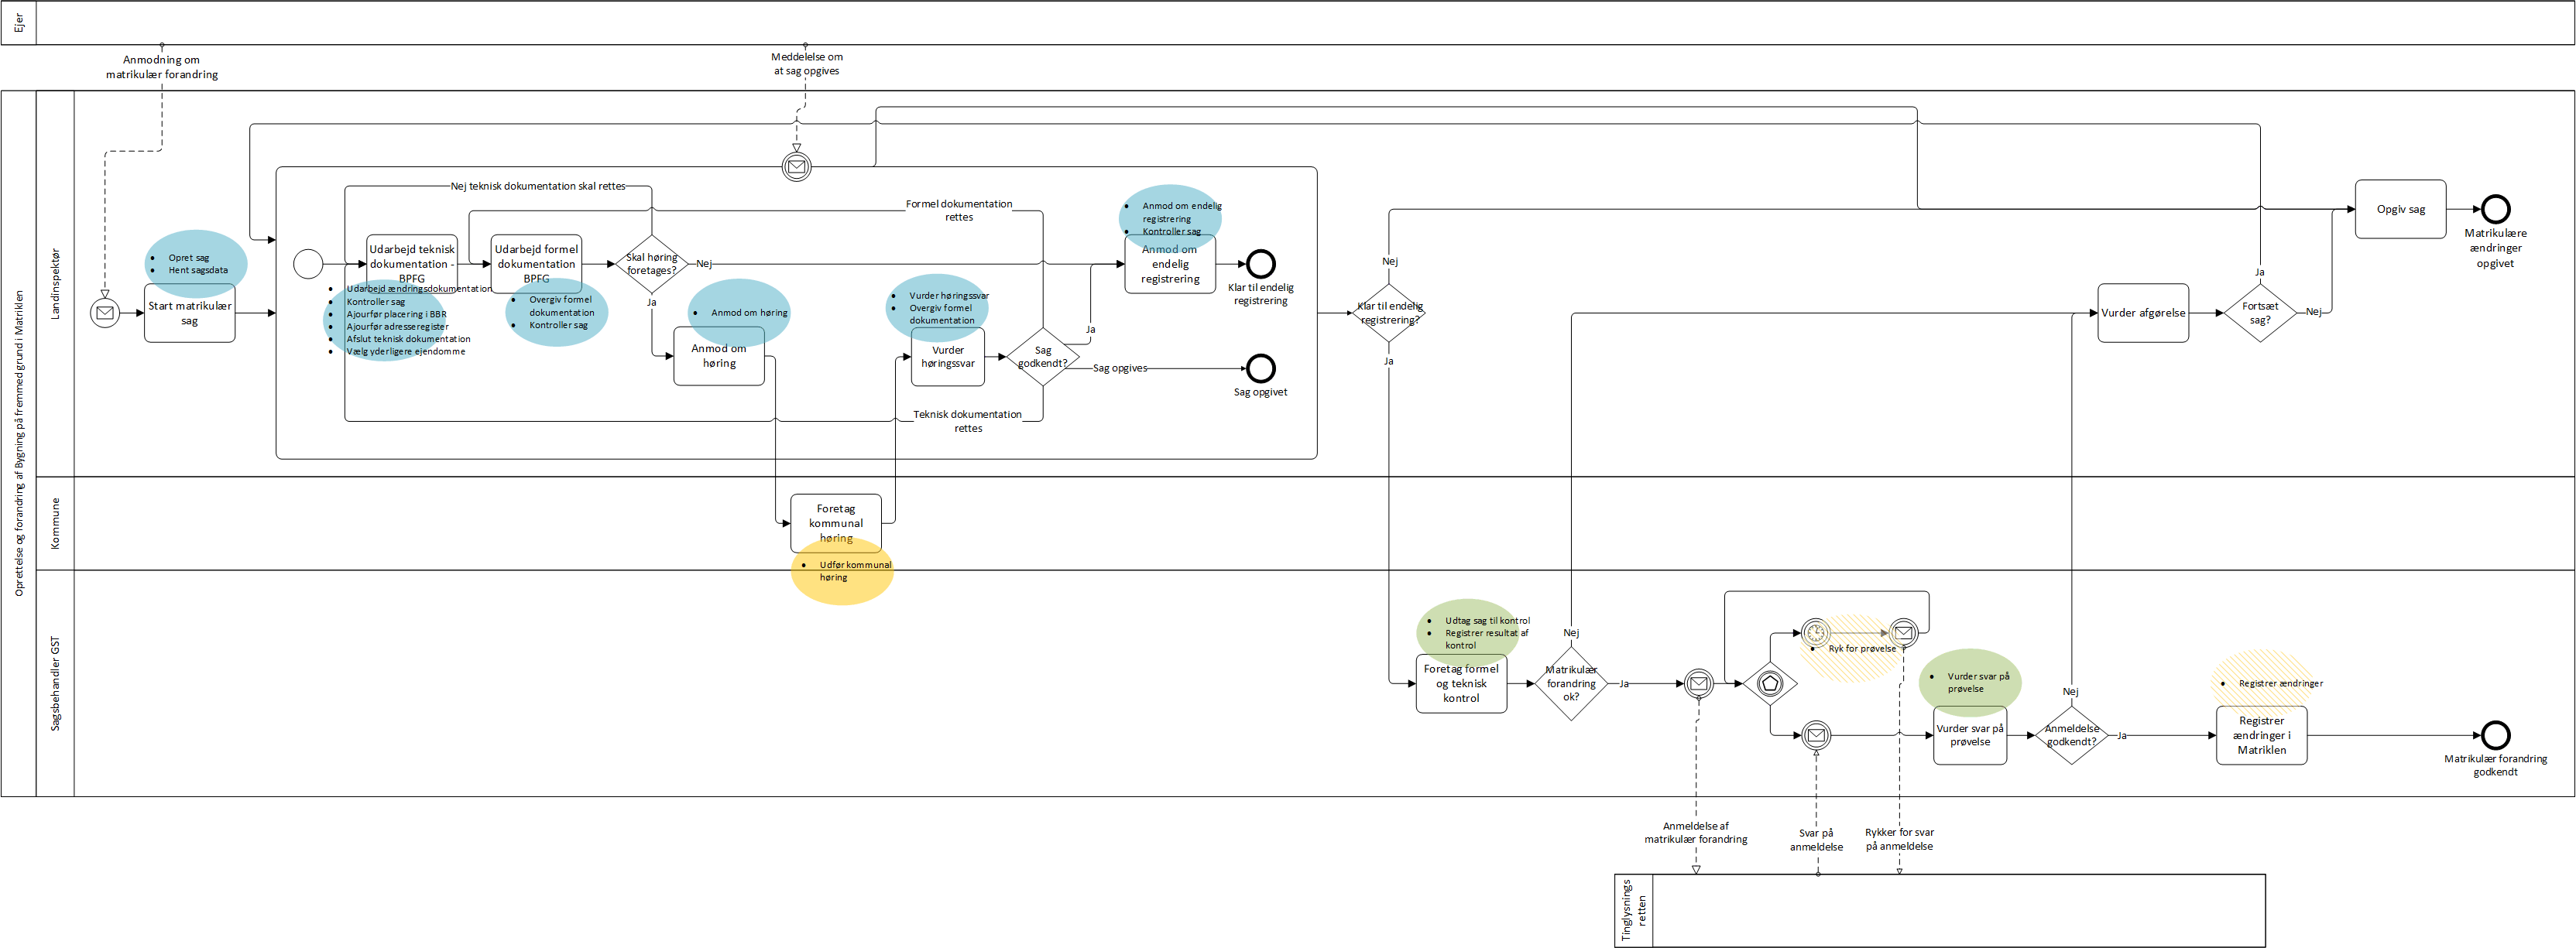 Ejer
Anmodning om
matrikulær forandring
Meddelelse om
at sag opgives
Oprettelse og forandring af Bygning på fremmed grund i Matriklen
Landinspektør
• Opret sag
• Hent sagsdata
Start matrikulær
sag
Nej teknisk dokumentation skal rettes
Udarbejd teknisk
dokumentation -
BPFG
• Udarbejd ændringsdokumentation
• Kontroller sag
• Ajourfør placering i BBR
• Ajourfør adresseregister
• Afslut teknisk dokumentation
• Vælg yderligere ejendomme
Udarbejd formel
dokumentation
BPFG
• Overgiv formel
dokumentation
• Kontroller sag
Skal høring
foretages?
Nej
Ja
• Anmod om høring
Anmod om
høring
Formel dokumentation
rettes
• Vurder høringssvar
• Overgiv formel
dokumentation
Vurder
høringssvar
Sag
godkendt?
Ja
Sag opgives
Teknisk dokumentation
rettes
• Anmod om endelig
registrering
• Kontroller sag
Anmod om
endelig
registrering
Klar til endelig
registrering
Sag opgivet
Nej
Klar til endelig
registrering?
Ja
Vurder afgørelse
Ja
Fortsæt
sag?
Nej
Opgiv sag
Matrikulære
ændringer
opgivet
Kommune
Foretag
kommunal
høring
• Udfør kommunal
høring
Sagsbehandler GST
• Udtag sag til kontrol
• Registrer resultat af
kontrol
Foretag formel
og teknisk
kontrol
Nej
Matrikulær
forandring
ok?
Ja
• Ryk for prøvelse
• Vurder svar på
prøvelse
Vurder svar på
prøvelse
Nej
Anmeldelse
godkendt?
Ja
• Registrer ændringer
Registrer
ændringer i
Matriklen
Matrikulær forandring
godkendt
Anmeldelse af
matrikulær forandring
Svar på
anmeldelse
Rykker for svar
på anmeldelse
Tinglysnings
retten